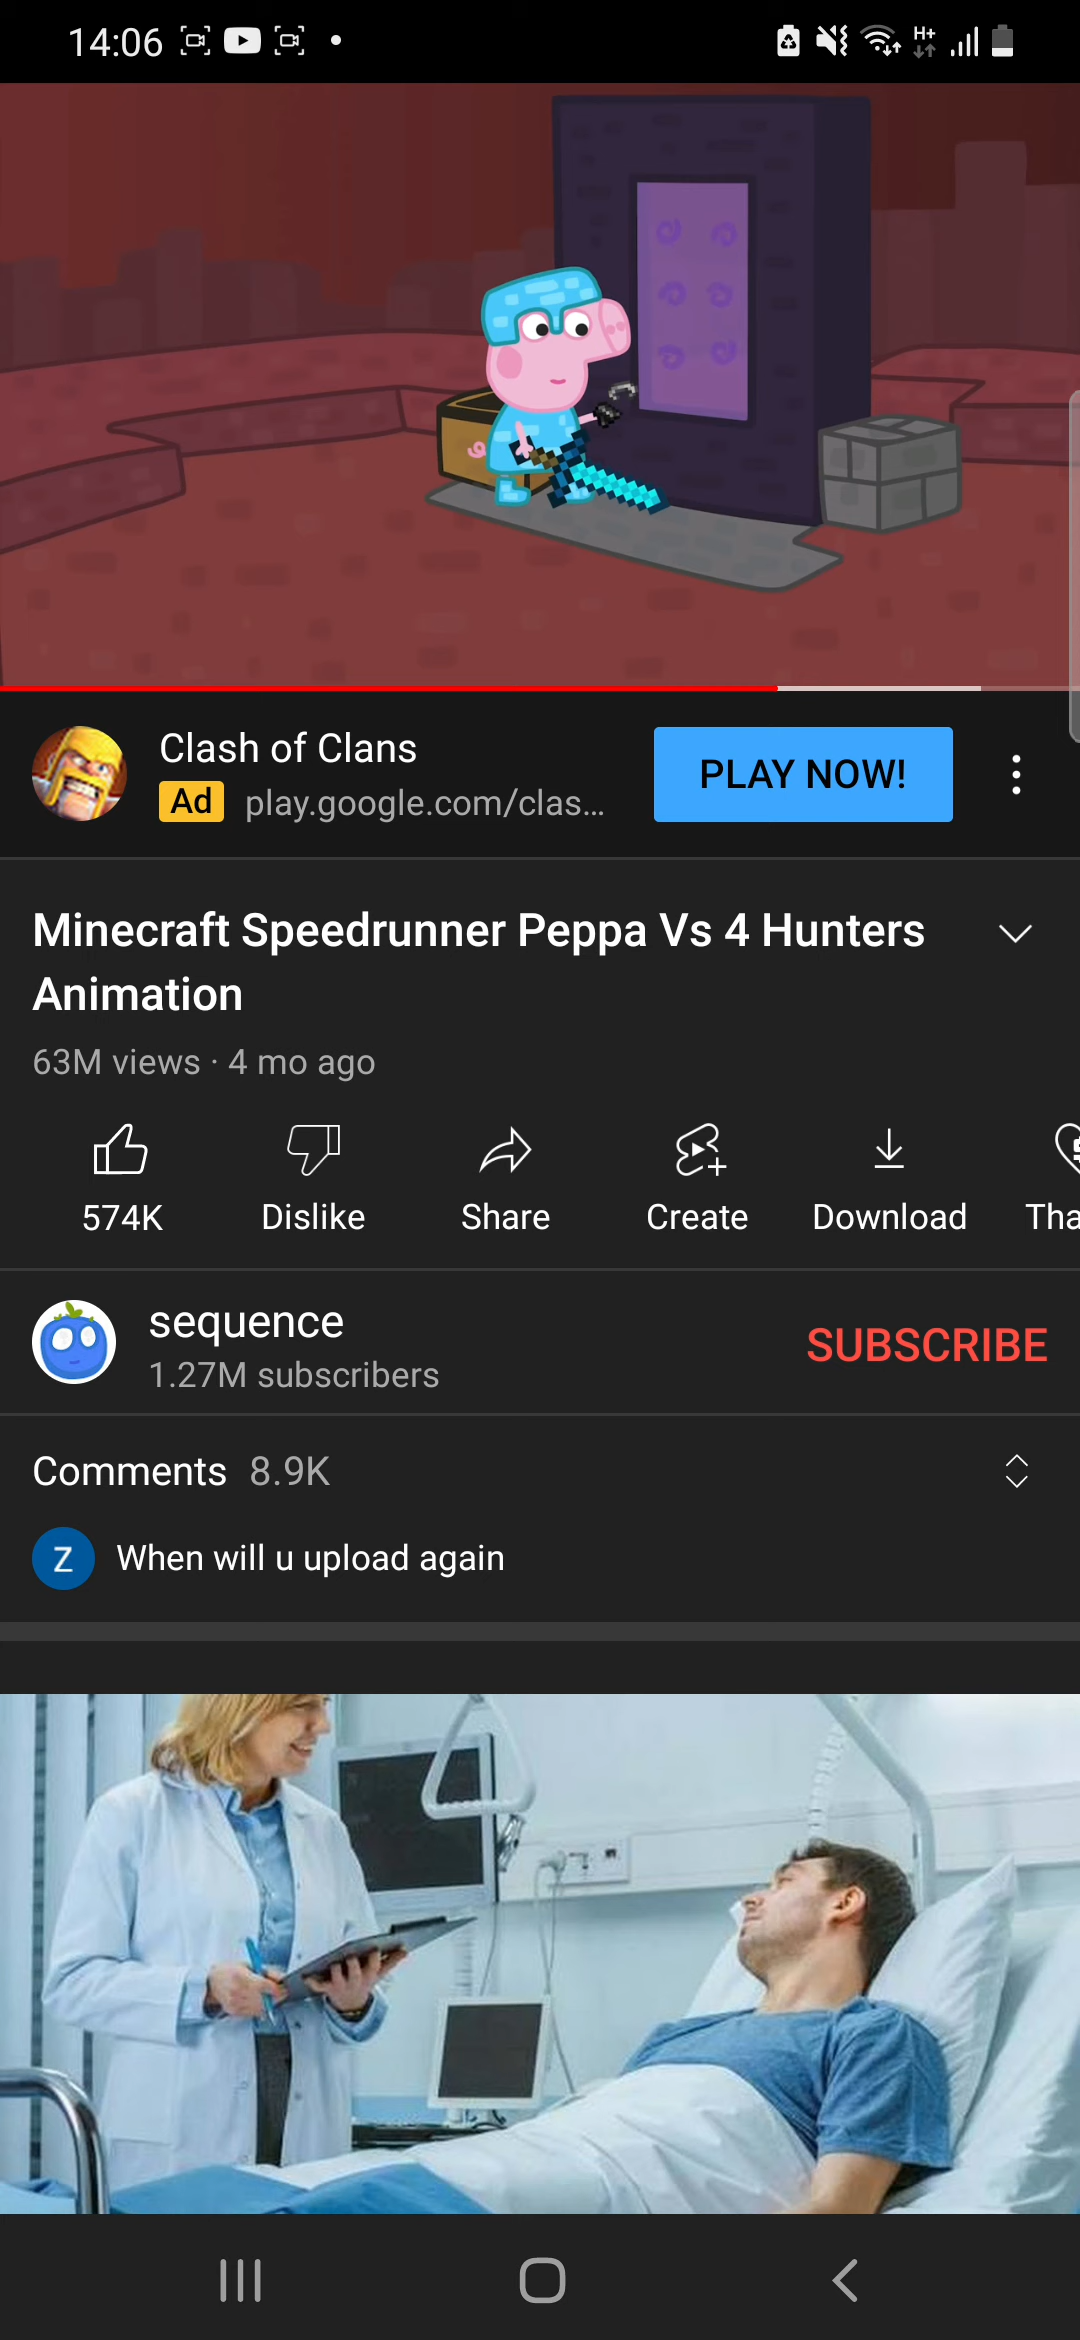 14:06
H+
Clash of Clans
Ad play.google.com/clas...
PLAY NOW!
Minecraft Speedrunner Peppa Vs 4 Hunters
Animation
63M views · 4 mo ago
574K
Dislike
Share
Create
Download
Tha
sequence
1.27M subscribers
SUBSCRIBE
Comments 8.9K
Z When will u upload again